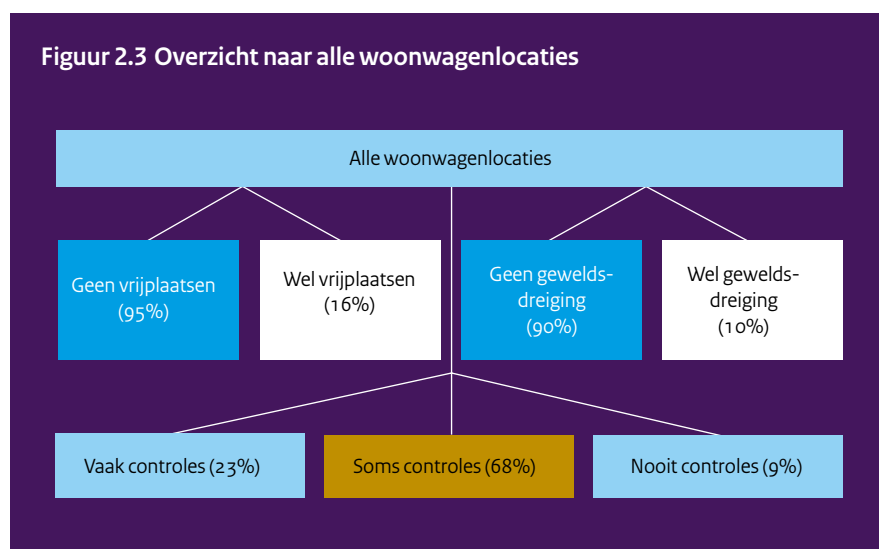 Figuur 2.3 Overzicht naar alle woonwagenlocaties
Alle woonwagenlocaties
Geen vrijplaatsen
(95%)
Wel vrijplaatsen
(16%)
Geen gewelds-
dreiging
(90%)
Wel gewelds-
dreiging
(10%)
Vaak controles (23%)
Soms controles (68%)
Nooit controles (9%)